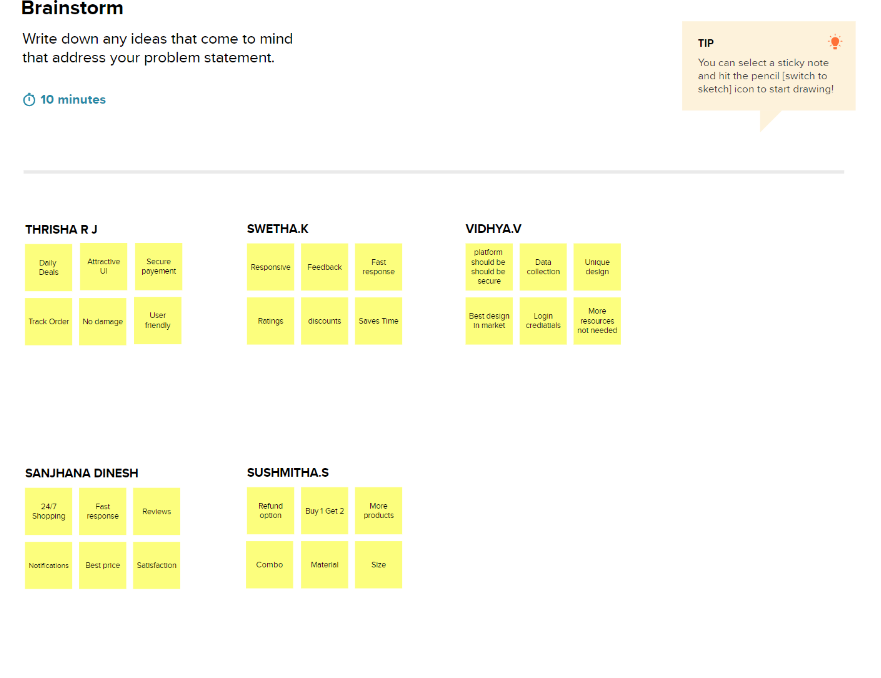 Brainstorm
Write down any ideas that come to mind
that address your problem statement.
10 minutes
TIP
You can select a sticky note
and hit the pencil [switch to
sketch] icon to start drawing!
THRISHA R J
Daily
Deals
Attractive
UI
Secure
payement
Track Order
No damage
User
friendly
SWETHA.K
Responsive
Feedback
Fast
response
Ratings
discounts
Saves Time
VIDHYA.V
platform
should be
should be
secure
Data
collection
Unique
design
Best design
In market
Login
crediatials
More
resources
not needed
SANJHANA DINESH
24/7
Shopping
Fast
response
Reviews
Notifications
Best price
Satisfaction
SUSHMITHA.S
Refund
option
Buy 1 Get 2
More
products
Combo
Material
Size